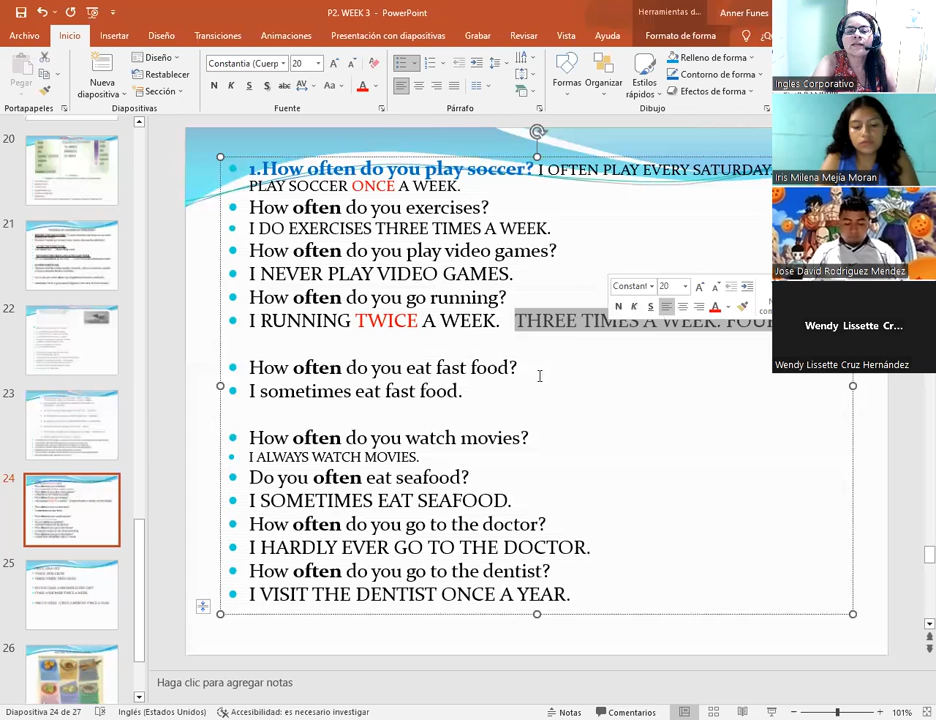 P2. WEEK 3 - PowerPoint
Herramientas d...
Anner Funes
Archivo Inicio Insertar Diseño Transiciones Animaciones Presentación con diapositivas Grabar Revisar Vista Ayuda Formato de forma
Pegar
Nueva diapositiva
Diseño
Restablecer
Sección
Constantia (Cuerp 20
N K S S abc AV Aa A
Formas Organizar Estilos rápidos
Relleno de forma
Contorno de forma
Efectos de forma
Portapapeles Diapositivas Fuente Párrafo Dibujo
Ingles Corporativo
Iris Milena Mejía Moran
Jose David Rodriguez Mendez
Wendy Lissette Cr...
Wendy Lissette Cruz Hernández
20
21
22
23
24
25
26
1.How often do you play soccer? I OFTEN PLAY EVERY SATURDAY
PLAY SOCCER ONCE A WEEK.
How often do you exercises?
I DO EXERCISES THREE TIMES A WEEK.
How often do you play video games?
I NEVER PLAY VIDEO GAMES.
How often do you go running?
I RUNNING TWICE A WEEK. THREE TIMES A WEEK. FOUR
How often do you eat fast food?
I sometimes eat fast food.
How often do you watch movies?
I ALWAYS WATCH MOVIES.
Do you often eat seafood?
I SOMETIMES EAT SEAFOOD.
How often do you go to the doctor?
I HARDLY EVER GO TO THE DOCTOR.
How often do you go to the dentist?
I VISIT THE DENTIST ONCE A YEAR.
Constant 20
N K S
Haga clic para agregar notas
Diapositiva 24 de 27 Inglés (Estados Unidos) Accesibilidad: es necesario investigar Notas Comentarios 101%